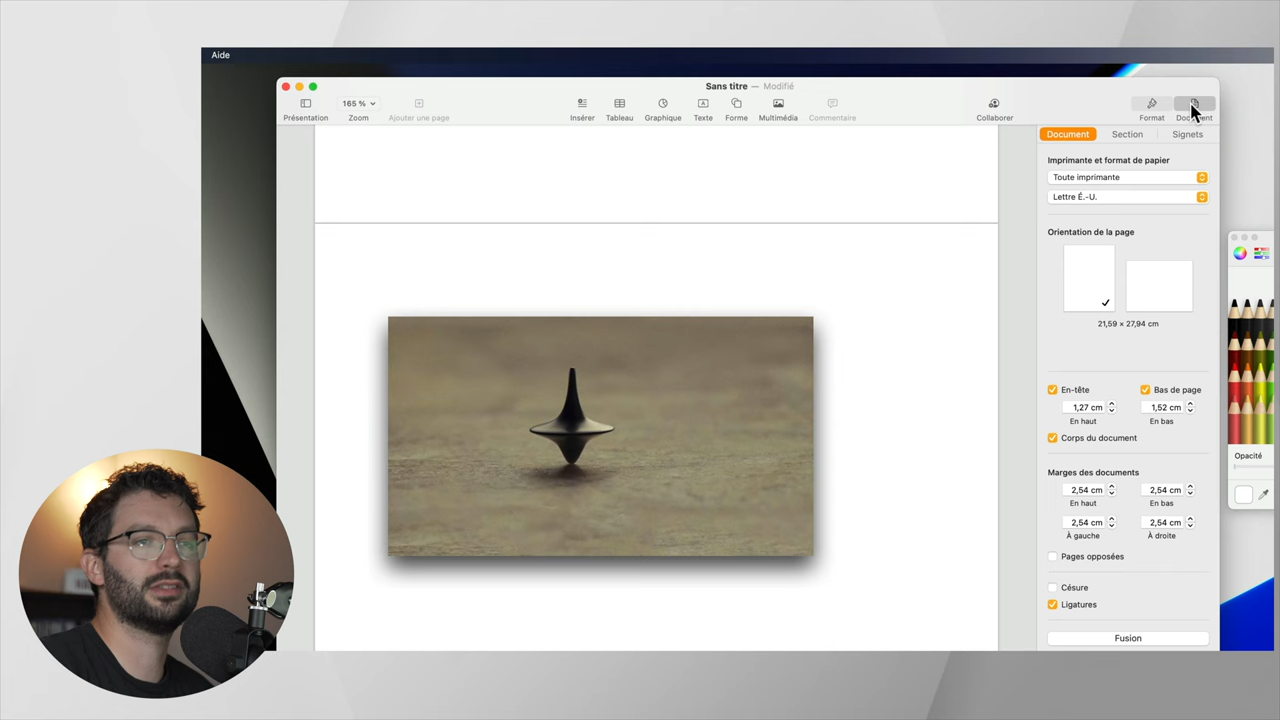 Aide
Sans titre — Modifié
165 %
Présentation Zoom Ajouter une page Insérer Tableau Graphique Texte Forme Multimédia Commentaire Collaborer Format Document
Document Section Signets
Imprimante et format de papier
Toute imprimante
Lettre É.-U.
Orientation de la page
21,59 × 27,94 cm
En-tête Bas de page
1,27 cm 1,52 cm
En haut En bas
Corps du document
Opacité
Marges des documents
2,54 cm 2,54 cm
En haut En bas
2,54 cm 2,54 cm
À gauche À droite
Pages opposées
Césure
Ligatures
Fusion